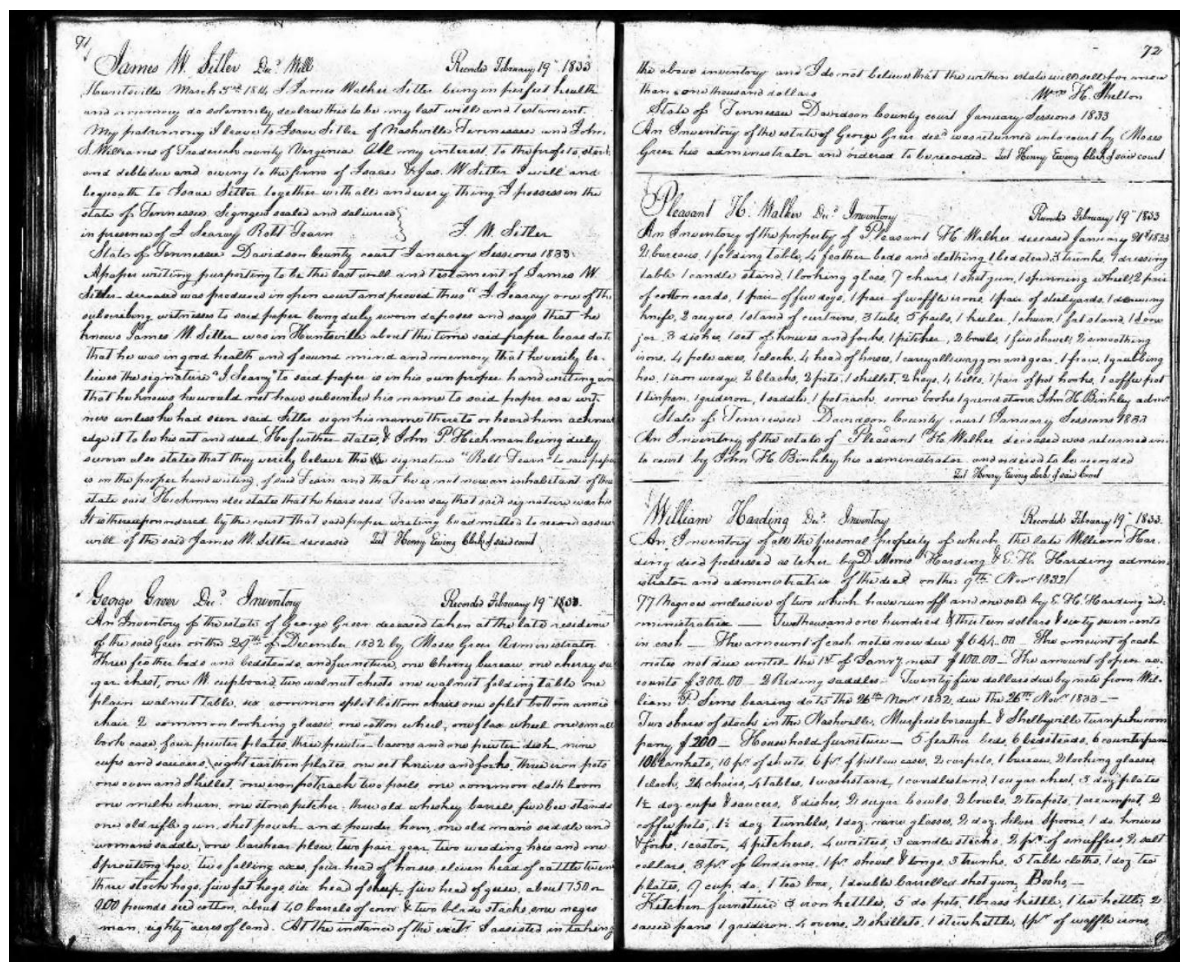 71
James W. Sitler Decd Will Recorded February 19th 1833
Huntsville March 3rd 1814 I James Walker Sitler being in perfect health
and memory do solemnly declare this to be my last will and testament.
My patrimony I leave to Isaac Sitler of Nashville Tennessee and John
S. Williams of Frederick county Virginia All my interest, to the profits, stock
and debts due and owing to the firm of Isaac & Jas. W Sitler I will and
bequeath to Isaac Sitler together with all and every thing I possess in the
state of Tennessee. Signed sealed and delivered
in presence of I Searcy Robt Fearn J. W. Sitler
State of Tennessee Davidson County court January Sessions 1833
A paper writing purporting to be the last will and testament of James W
Sitler deceased was produced in open court and proved thus "I. Searcy one of the
subscribing witnesses to said paper being duly sworn deposes and says that he
knows James W. Sitler was in Huntsville about the time said paper bears date
that he was in good health and of sound mind and memory that he verily be-
lieves the signature "I. Searcy" to said paper is in his own proper hand writing and
that he knows he would not have subscribed his name to said paper as a wit-
ness unless he had seen said Sitler sign his name thereto or heard him acknowl
edge it to be his act and deed. He further states, & John P. Hickman being duly
sworn also states that they verily believe the signature "Robt Fearn" to said paper
is in the proper hand writing of said Fearn and that he is not now an inhabitant of this
state said Hickman also states that he hears said Fearn say that said signature was his
It is thereupon ordered by the court that said paper writing be admitted to record as
will of the said James W. Sitler deceased Test Henry Ewing Clerk of said court
George Greer Decd Inventory Recorded February 19th 1833.
An Inventory of the estate of George Greer deceased taken at the late residence
of the said Greer on the 29th of December 1832 by Moses Greer Administrator
Three feather beds and bedsteads, and furniture, one Cherry bureau, one cherry su
gar chest, one W cupboard, two walnut chests one walnut folding table one
plain walnut table, six common split bottom chairs one split bottom armed
chair 2 common looking glasses, one cotton wheel, one flax wheel one small
book case, four pewter plates, three pewter basons and one pewter dish, nine
cups and saucers, eight earthen plates, one set knives and forks, three iron pots
one oven and skillet, one iron pot rack two pails, one common cloth loom
one milk churn, one stone pitcher, three old whiskey barrels, five bee stands
one old rifle gun, shot pouch and powder horn, one old man's saddle and
woman's saddle, one barshear plow, two pair gear, two weeding hoes and one
sprouting hoe, two falling axes, four head of horses, eleven head of cattle twenty
three stock hogs, five fat hogs, six head of sheep, five head of geese, about 750 or
900 pounds seed cotton, about 40 barrels of corn & two blade stacks, one negro
man, eighty acres of land. At the instance of the I assisted in taking
72
the above inventory and I do not believe that the within estate will sell for more
than one thousand dollars Wm H. Shelton
State of Tennessee Davidson County court January Sessions 1833
An Inventory of the estate of George Greer decd was returned into court by Moses
Greer his administrator and ordered to be recorded. Test Henry Ewing Clerk of said court
Pleasant H. Walker Decd Inventory Recorded February 19th 1833
An Inventory of the property of Pleasant H Walker deceased January 21st 1833
2 bureaus, 1 folding table, 4 feather beds and clothing, 1 bedstead, 3 trunks, 1 dressing
table 1 candle stand, 1 looking glass, 7 chairs, 1 shot gun, 1 spinning wheel, 2 pair
of cotton cards, 1 pair of fire dogs, 1 pair of waffle irons, 1 pair of steelyards, 1 drawing
knife, 2 augers, 1 stand of curtains, 3 tubs, 5 pails, 1 keeler, 1 churn, 1 fat stand, 1 stone
jar, 3 dishes, 1 set of knives and forks, 1 pitcher, 2 bowls, 1 fire shovel, 2 smoothing
irons, 4 pole axes, 1 clock, 4 head of horses, 1 carryall waggon and gear, 1 frow, 1 grubbing
hoe, 1 iron wedge, 2 blacks, 2 pots, 1 skillet, 2 hogs, 4 bells, 1 pair of pot hooks, 1 coffee pot
1 tinpan, 1 gridiron, 1 saddle, 1 pot rack, some books 1 grind stone John H Binkley admr
State of Tennessee Davidson County court January Sessions 1833
An Inventory of the estate of Pleasant H Walker deceased was returned in-
to court by John H Binkley his administrator and ordered to be recorded
Test Henry Ewing clerk of said court
William Harding Decd Inventory Recorded February 19th 1833.
An Inventory of all the personal property of which the late William Har-
ding died possessed as taken by D Morris Harding & E. H. Harding admin-
istrator and administratrix of the decd on the 9th Novr 1832
77 Negroes inclusive of two which have run off and one sold by E. H. Harding ad-
ministratrix — Two thousand one hundred & thirteen dollars & sixty seven cents
in cash — The amount of cash notes now due $644.00 — The amount of cash
notes not due until the 1st of Janry next $100.00 — The amount of open ac-
counts $300.00 — 2 Riding saddles — Twenty five dollars due by note from Wil-
liam P. Sims bearing date the 26th Novr 1832, due the 26th Novr 1833 —
Two shares of stocks in the Nashville, Murfreesborough & Shelbyville turnpike com
pany $200 — Household furniture — 5 feather beds, 6 bedsteads, 6 counterpanes
10 blankets, 10 pr of sheets, 6 pr of pillow cases, 2 carpets, 1 bureau, 2 looking glasses
1 clock, 24 chairs, 4 tables, 1 washstand, 1 candlestand, 1 sugar chest, 3 doz plates
1½ doz cups & saucers, 8 dishes, 2 sugar bowls, 2 bowls, 2 teapots, 1 creampot, 2
coffee pots, 1½ doz tumbles, 1 doz wine glasses, 2 doz silver spoons, 1 do. knives
& forks, 1 castor, 4 pitchers, 4 waiters, 3 candle sticks, 2 pr of snuffers, 2 salt
cellars, 3 pr of Andirons, 1 pr shovel & tongs, 3 trunks, 5 table cloths, 1 doz tea
plates, 9 cup, do, 1 tea box, 1 double barrelled shot gun, Books, —
Kitchen furniture 3 iron kettles, 5 do pots, 1 brass kettle, 1 tea kettle, 2
sauce pans 1 gridiron, 4 ovens, 2 skillets, 1 stew kettle, 1 pr of waffle irons